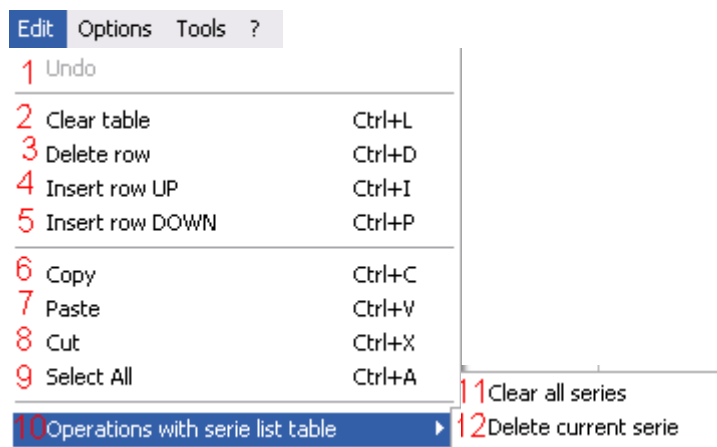 Edit Options Tools ?
1 Undo
2 Clear table Ctrl+L
3 Delete row Ctrl+D
4 Insert row UP Ctrl+I
5 Insert row DOWN Ctrl+P
6 Copy Ctrl+C
7 Paste Ctrl+V
8 Cut Ctrl+X
9 Select All Ctrl+A
11 Clear all series
10 Operations with serie list table 12 Delete current serie